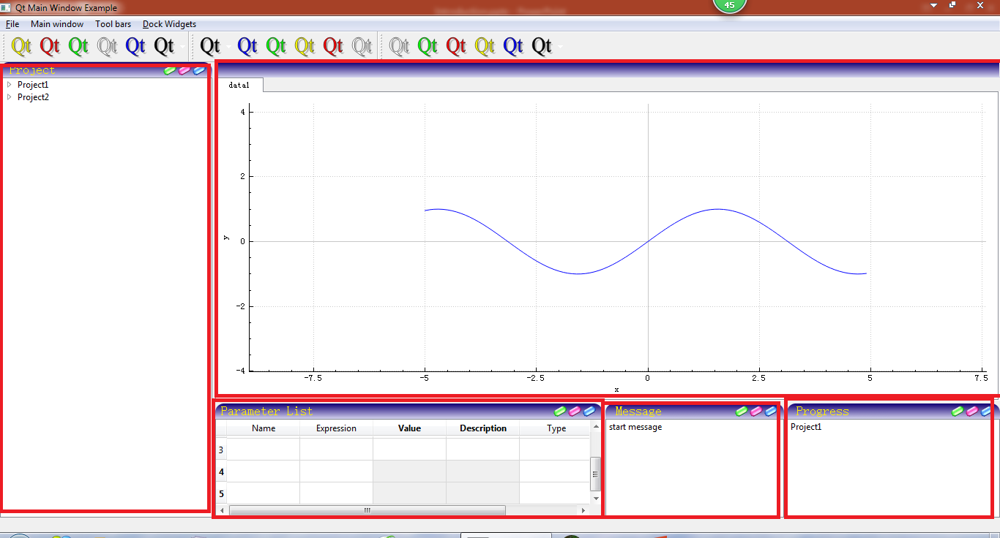 Qt Main Window Example
45
File Main window Tool bars Dock Widgets
Qt Qt Qt Qt Qt Qt Qt Qt Qt Qt Qt Qt Qt Qt Qt Qt Qt Qt
Project
Project1
Project2
data1
4
2
0
-2
-4
y
-7.5 -5 -2.5 0 2.5 5 7.5
x
Parameter List
Name Expression Value Description Type
3
4
5
Message
start message
Progress
Project1